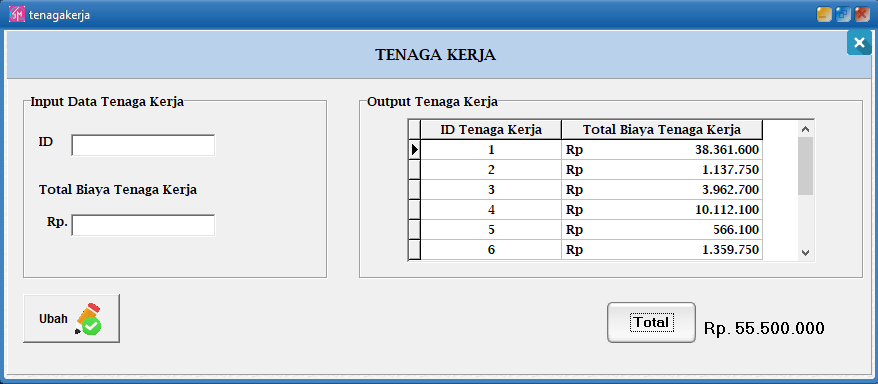 tenagakerja
TENAGA KERJA
Input Data Tenaga Kerja
ID
Total Biaya Tenaga Kerja
Rp.
Ubah
Output Tenaga Kerja
ID Tenaga Kerja Total Biaya Tenaga Kerja
1 Rp 38.361.600
2 Rp 1.137.750
3 Rp 3.962.700
4 Rp 10.112.100
5 Rp 566.100
6 Rp 1.359.750
Total Rp. 55.500.000